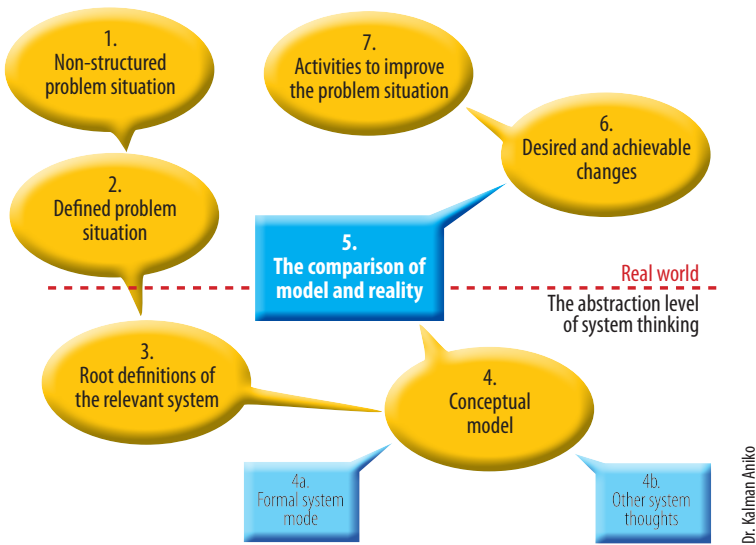 1.
Non-structured
problem situation
7.
Activities to improve
the problem situation
6.
Desired and achievable
changes
2.
Defined problem
situation
5.
The comparison of
model and reality
Real world
The abstraction level
of system thinking
3.
Root definitions of
the relevant system
4.
Conceptual
model
4a.
Formal system
mode
4b.
Other system
thoughts
Dr. Kalman Aniko